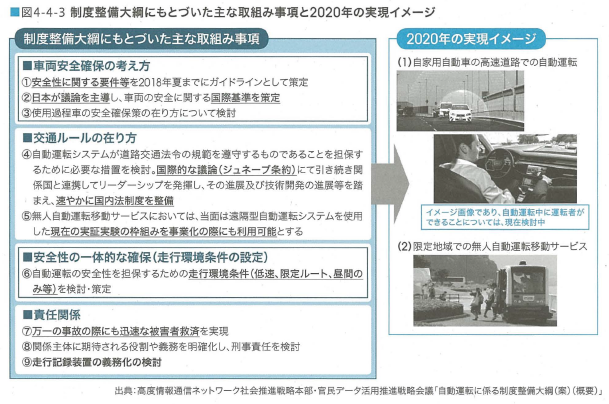 ■図4-4-3 制度整備大綱にもとづいた主な取組み事項と2020年の実現イメージ
制度整備大綱にもとづいた主な取組み事項
■車両安全確保の考え方
①安全性に関する要件等を2018年夏までにガイドラインとして策定
②日本が議論を主導し、車両の安全に関する国際基準を策定
③使用過程車の安全確保策の在り方について検討
■交通ルールの在り方
④自動運転システムが道路交通法令の規範を遵守するものであることを担保す
るために必要な措置を検討。国際的な議論(ジュネーブ条約)にて引き続き関
係国と連携してリーダーシップを発揮し、その進展及び技術開発の進展等を踏
まえ、速やかに国内法制度を整備
⑤無人自動運転移動サービスにおいては、当面は遠隔型自動運転システムを使用
した現在の実証実験の枠組みを事業化の際にも利用可能とする
■安全性の一体的な確保(走行環境条件の設定)
⑥自動運転の安全性を担保するための走行環境条件(低速、限定ルート、昼間の
み等)を検討・策定
■責任関係
⑦万一の事故の際にも迅速な被害者救済を実現
⑧関係主体に期待される役割や義務を明確化し、刑事責任を検討
⑨走行記録装置の義務化の検討
2020年の実現イメージ
(1)自家用自動車の高速道路での自動運転
イメージ画像であり、自動運転中に運転者が
できることについては、現在検討中
(2)限定地域での無人自動運転移動サービス
出典:高度情報通信ネットワーク社会推進戦略本部・官民データ活用推進戦略会議「自動運転に係る制度整備大綱(案)(概要)」